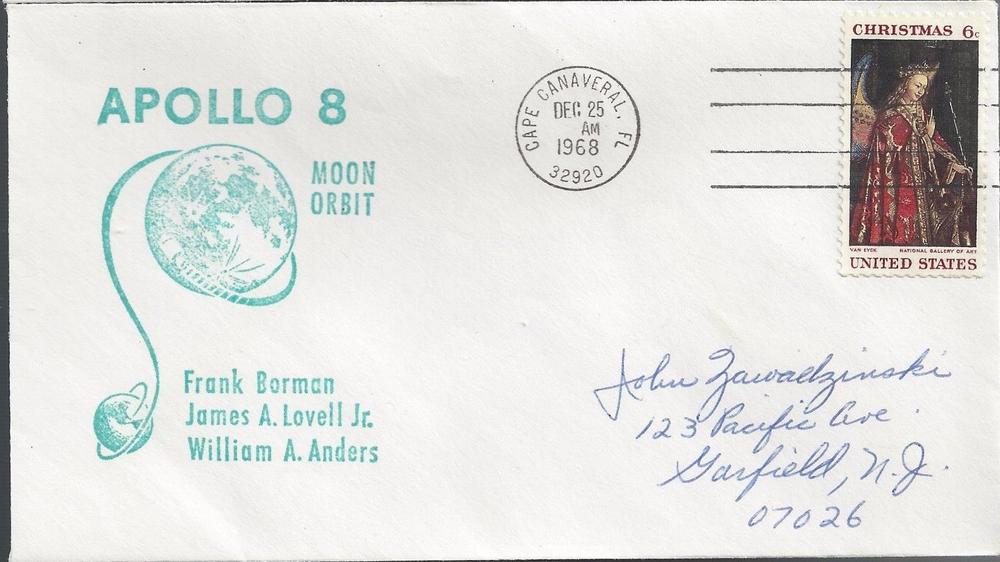 APOLLO 8
MOON
ORBIT
Frank Borman
James A. Lovell Jr.
William A. Anders
CAPE CANAVERAL, FL
DEC 25
AM
1968
32920
CHRISTMAS 6c
VAN EYCK NATIONAL GALLERY OF ART
UNITED STATES
John Zawadzinski
123 Pacific Ave
Garfield, N.J.
07026